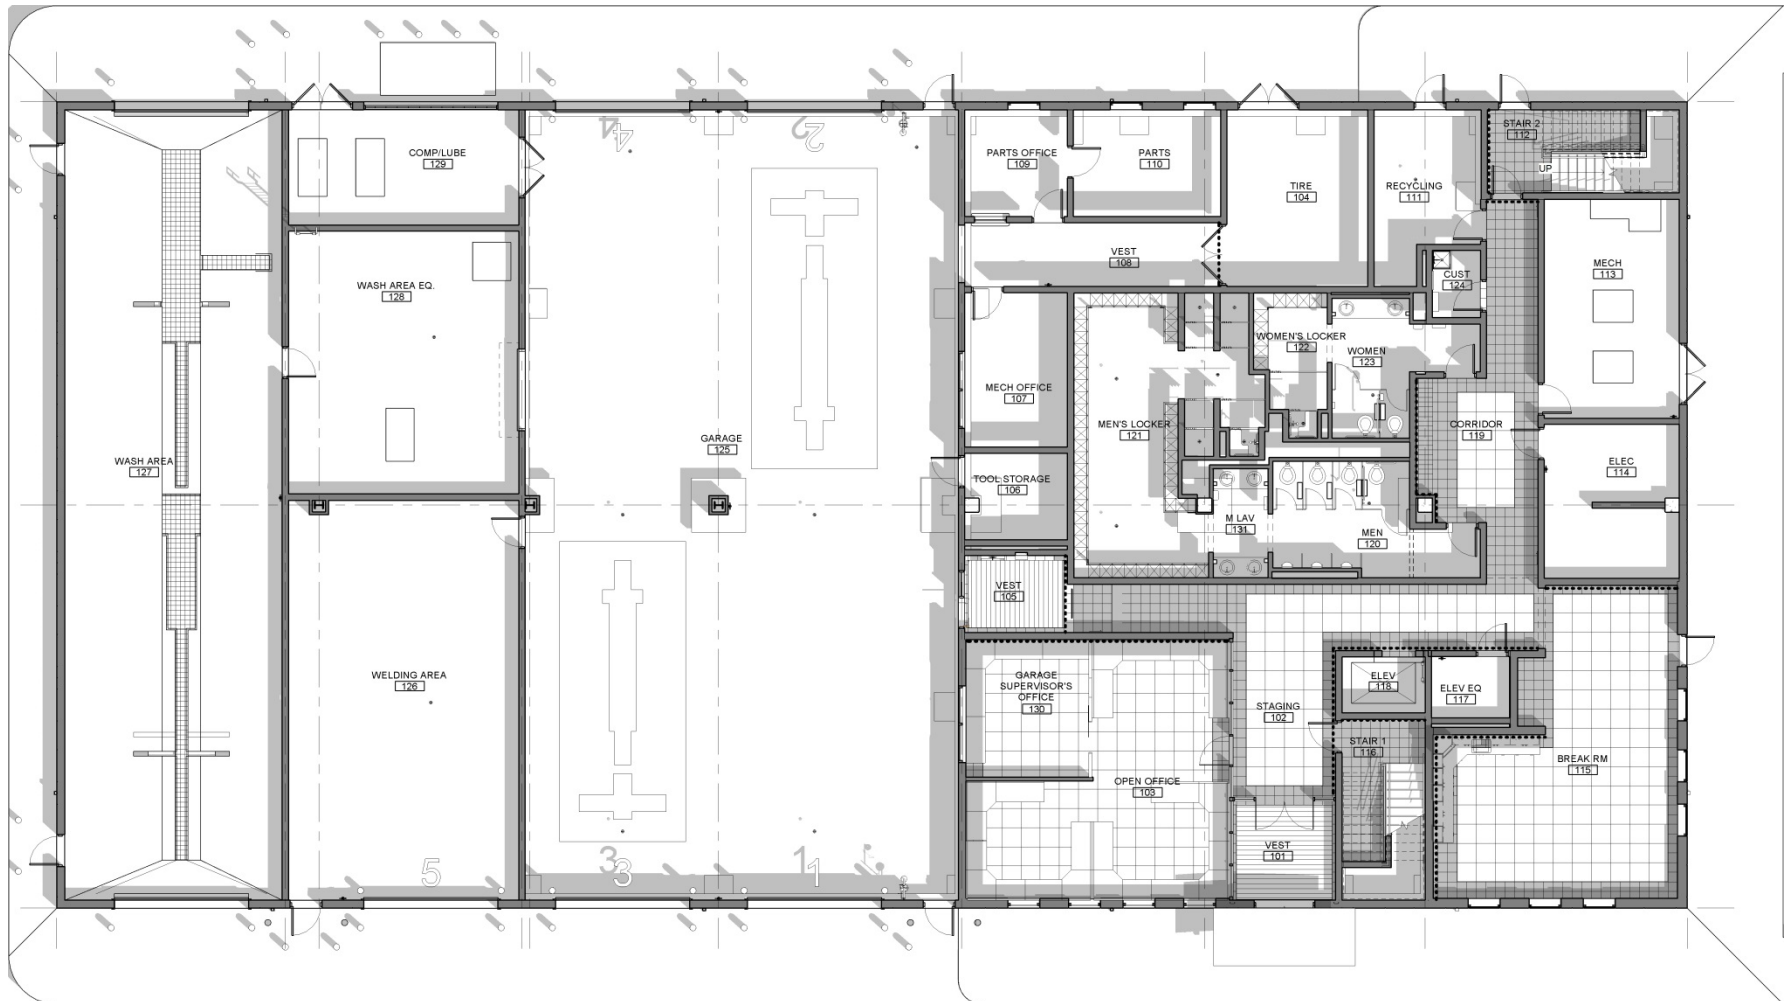 4
2
STAIR 2
112
UP
COMP/LUBE
129
PARTS OFFICE
109
PARTS
110
TIRE
104
RECYCLING
111
VEST
108
CUST
124
MECH
113
WASH AREA EQ.
128
WOMEN'S LOCKER
122
WOMEN
123
MECH OFFICE
107
MEN'S LOCKER
121
CORRIDOR
119
GARAGE
125
WASH AREA
127
ELEC
114
TOOL STORAGE
106
M LAV
131
MEN
120
VEST
105
WELDING AREA
126
GARAGE
SUPERVISOR'S
OFFICE
130
STAGING
102
ELEV
118
ELEV EQ
117
STAIR 1
116
BREAK RM
115
OPEN OFFICE
103
VEST
101
3
1
5
3
1